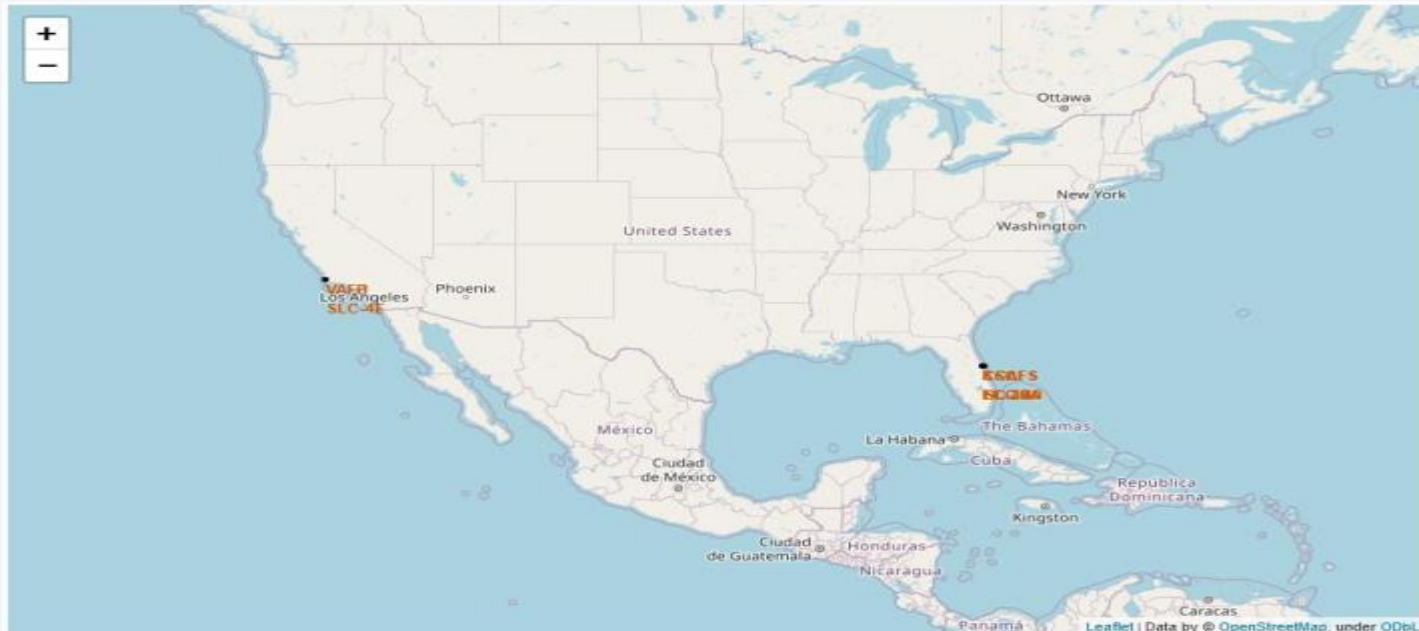 +
−
Ottawa
New York
Washington
United States
Phoenix
VAFB
Los Angeles
SLC-4E
The Bahamas
México
La Habana
Cuba
Ciudad
de México
República
Dominicana
Kingston
Ciudad
de Guatemala
Honduras
Nicaragua
Caracas
Panamá
Leaflet | Data by © OpenStreetMap, under ODbL